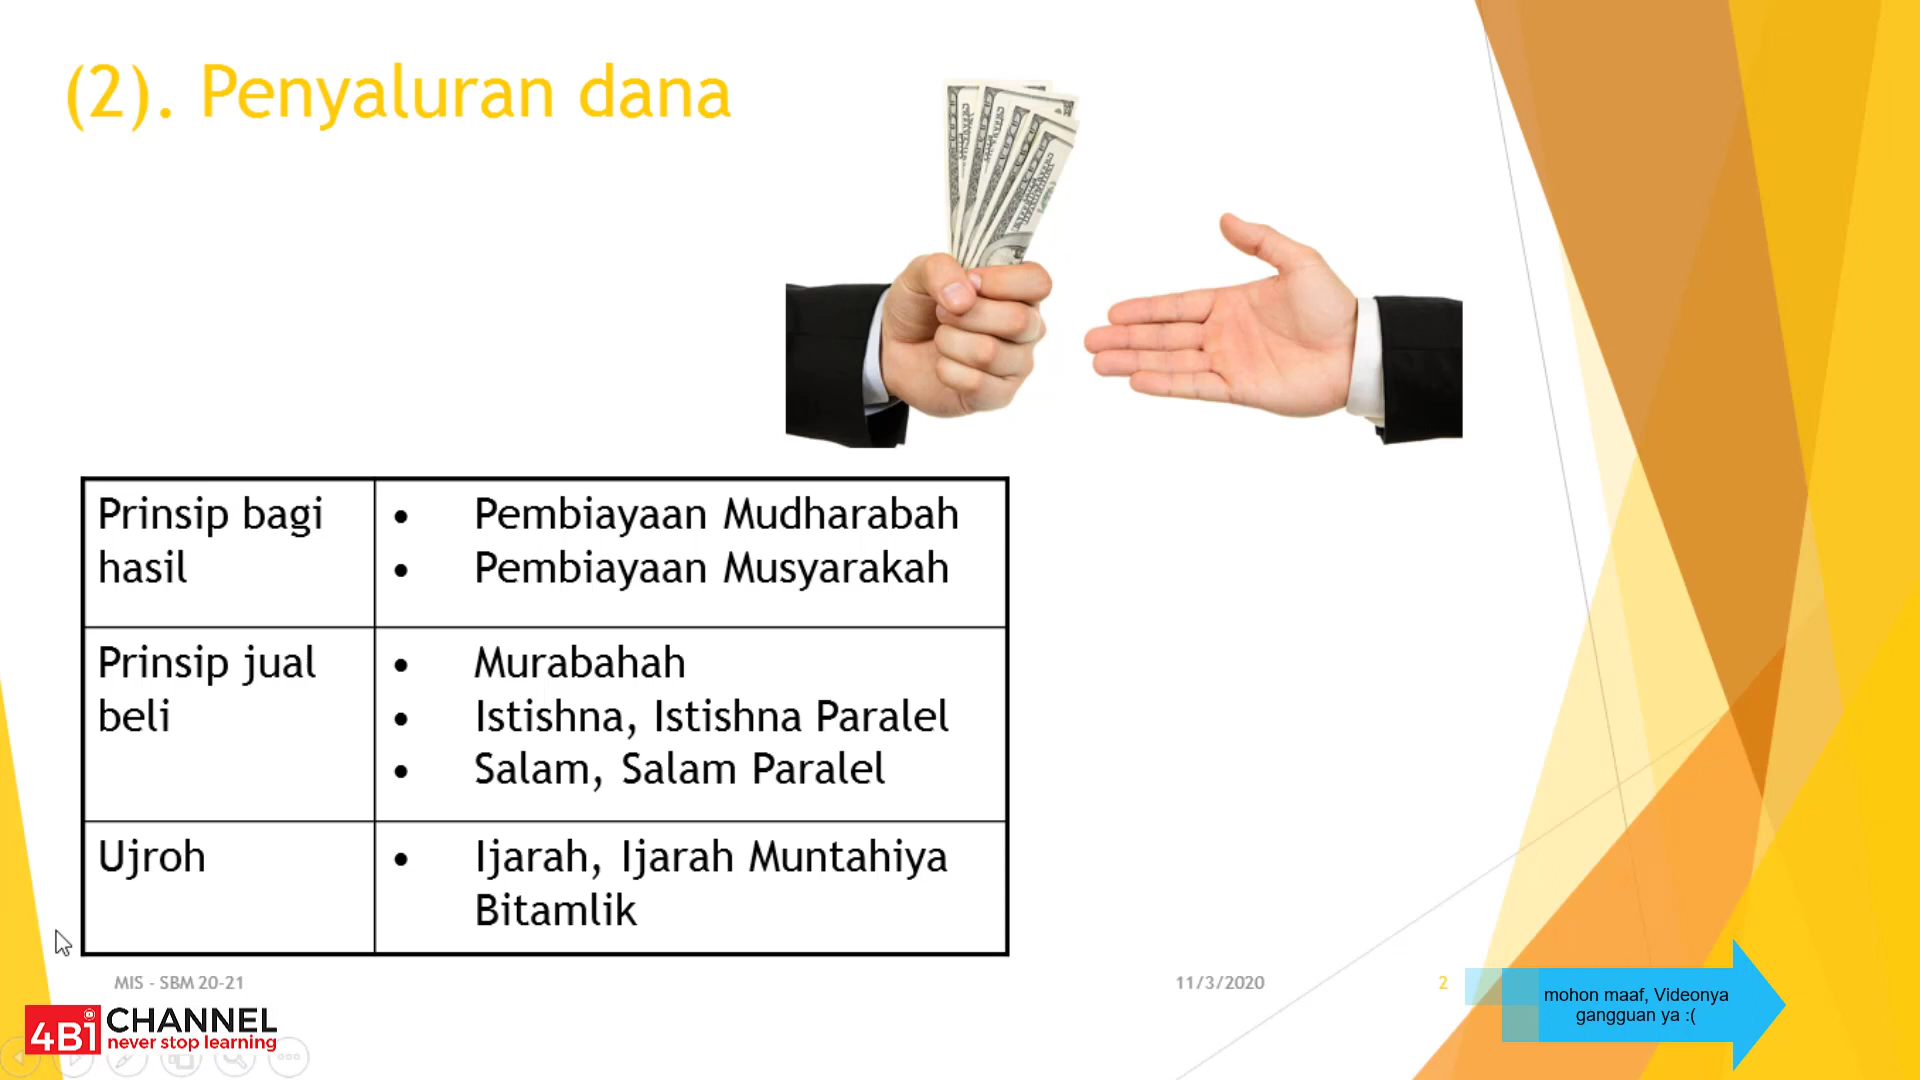 (2). Penyaluran dana
Prinsip bagi
hasil
• Pembiayaan Mudharabah
• Pembiayaan Musyarakah
Prinsip jual
beli
• Murabahah
• Istishna, Istishna Paralel
• Salam, Salam Paralel
Ujroh
• Ijarah, Ijarah Muntahiya
Bitamlik
MIS - SBM 20-21
11/3/2020
2
mohon maaf, Videonya
gangguan ya :(
4Bi CHANNEL
never stop learning